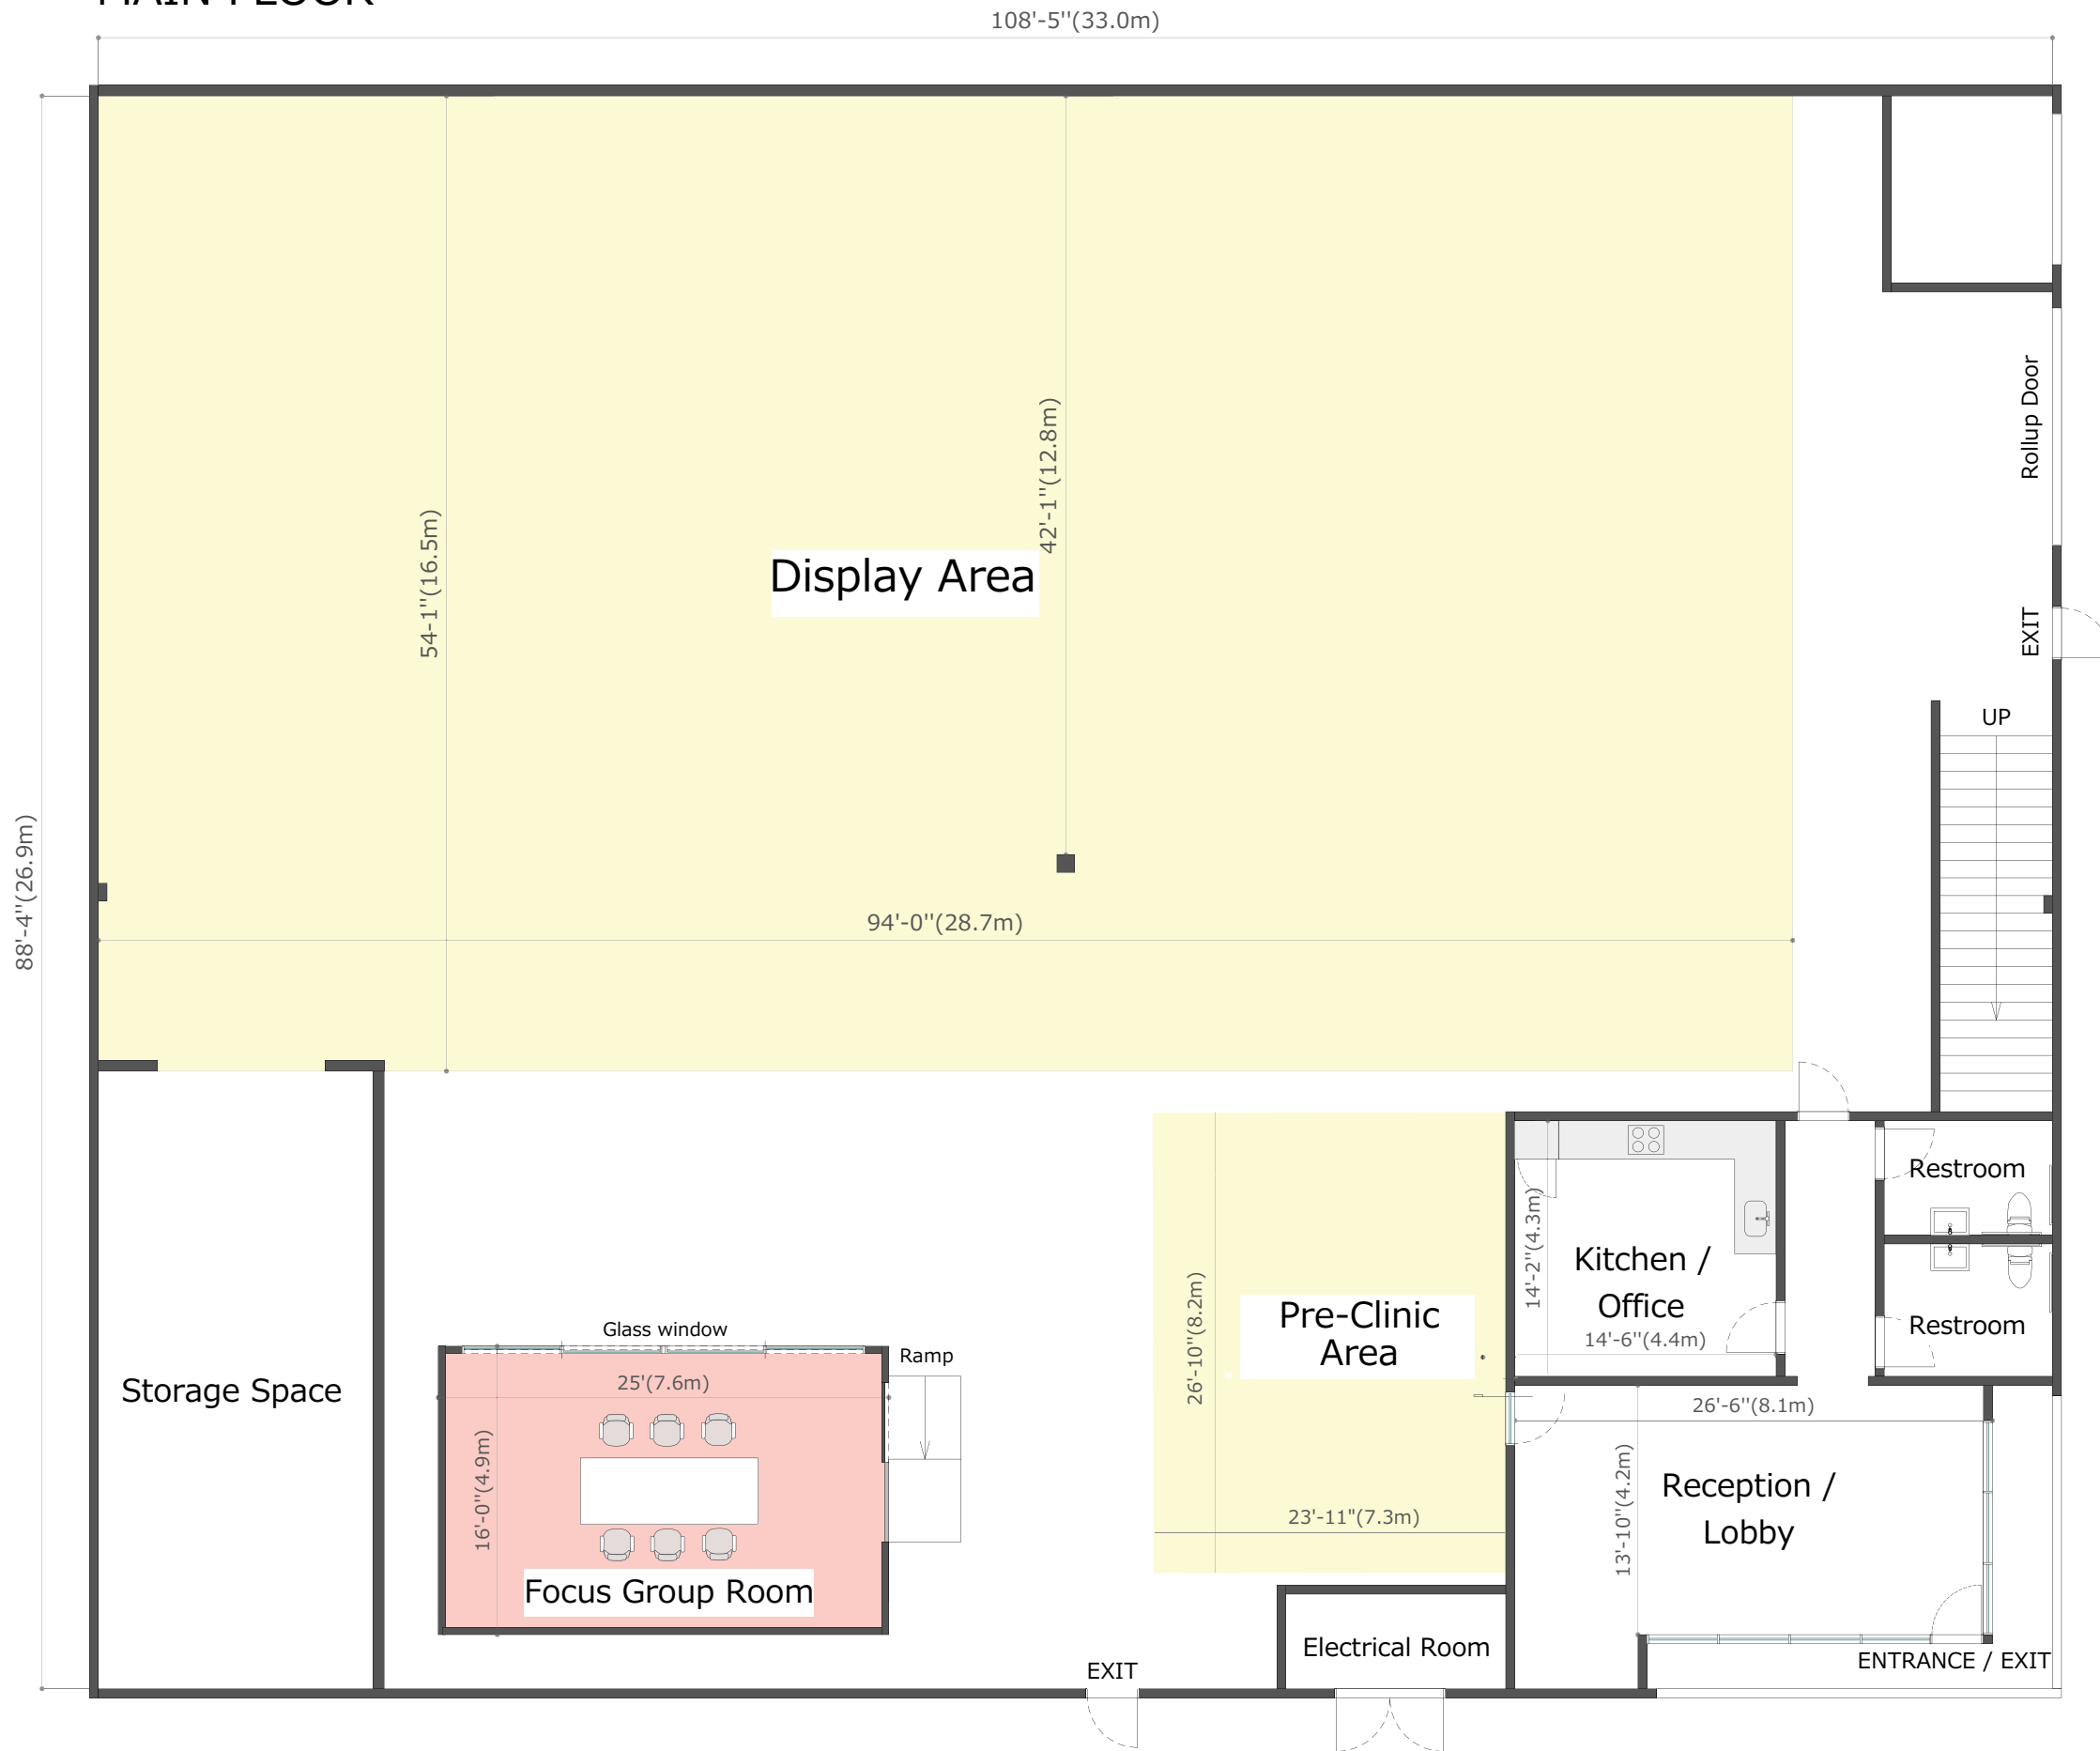 MAIN FLOOR
108'-5''(33.0m)
Rollup Door
42'-1''(12.8m)
54-1''(16.5m)
Display Area
EXIT
UP
88'-4''(26.9m)
94'-0''(28.7m)
Restroom
14'-2''(4.3m)
Kitchen /
Office
26'-10''(8.2m)
Pre-Clinic
Area
Restroom
14'-6''(4.4m)
Glass window
Ramp
25'(7.6m)
Storage Space
26'-6''(8.1m)
16'-0''(4.9m)
13'-10''(4.2m)
Reception /
Lobby
23'-11"(7.3m)
Focus Group Room
Electrical Room
EXIT
ENTRANCE / EXIT